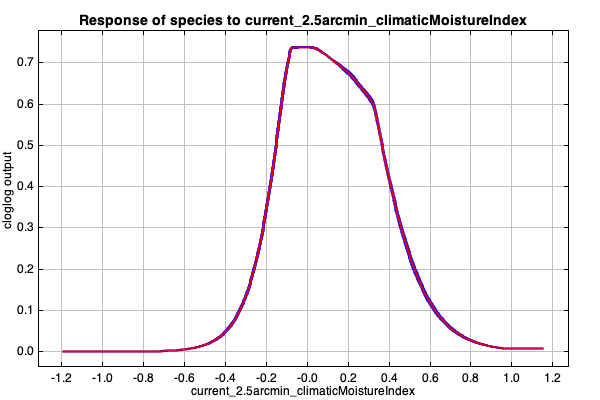 Response of species to current_2.5arcmin_climaticMoistureIndex
cloglog output
0.7
0.6
0.5
0.4
0.3
0.2
0.1
0.0
-1.2 -1.0 -0.8 -0.6 -0.4 -0.2 -0.0 0.2 0.4 0.6 0.8 1.0 1.2
current_2.5arcmin_climaticMoistureIndex